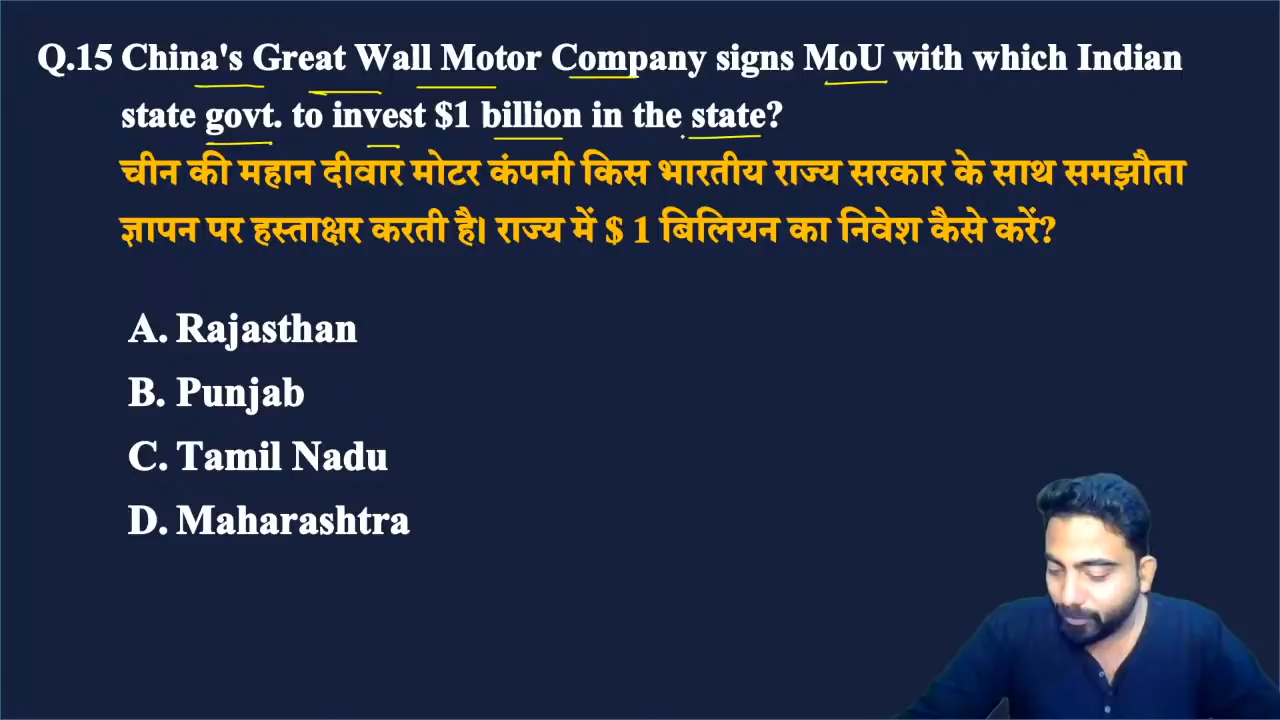 Q.15 China's Great Wall Motor Company signs MoU with which Indian
state govt. to invest $1 billion in the state?
चीन की महान दीवार मोटर कंपनी किस भारतीय राज्य सरकार के साथ समझौता
ज्ञापन पर हस्ताक्षर करती है। राज्य में $ 1 बिलियन का निवेश कैसे करें?
A. Rajasthan
B. Punjab
C. Tamil Nadu
D. Maharashtra